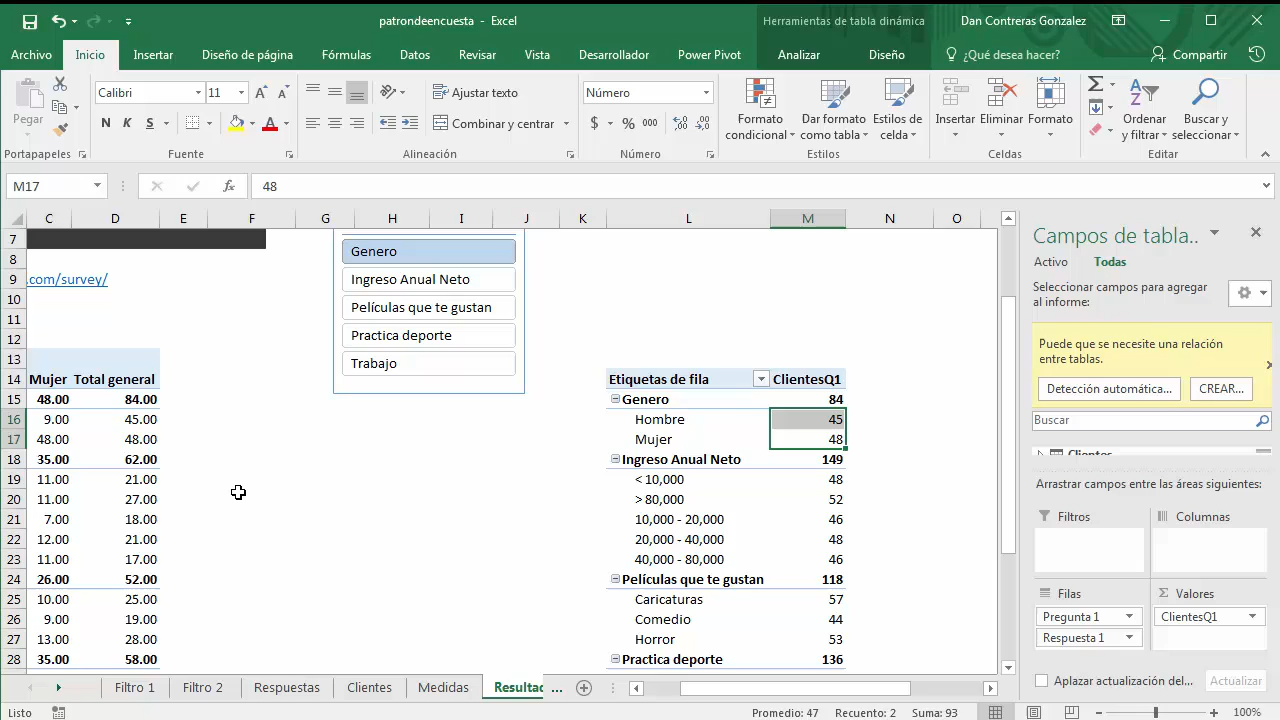 patrondeencuesta - Excel
Herramientas de tabla dinámica
Dan Contreras Gonzalez
Archivo Inicio Insertar Diseño de página Fórmulas Datos Revisar Vista Desarrollador Power Pivot Analizar Diseño ¿Qué desea hacer? Compartir
Pegar
Calibri 11
N K S
Ajustar texto
Combinar y centrar
Número
$ % 000
Formato condicional
Dar formato como tabla
Estilos de celda
Insertar Eliminar Formato
Ordenar y filtrar
Buscar y seleccionar
Portapapeles Fuente Alineación Número Estilos Celdas Editar
M17 fx 48
C D E F G H I J K L M N O
7
8 Genero
9 .com/survey/ Ingreso Anual Neto
10 Películas que te gustan
11
12 Practica deporte
13 Trabajo
14 Mujer Total general Etiquetas de fila ClientesQ1
15 48.00 84.00 Genero 84
16 9.00 45.00 Hombre 45
17 48.00 48.00 Mujer 48
18 35.00 62.00 Ingreso Anual Neto 149
19 11.00 21.00 < 10,000 48
20 11.00 27.00 > 80,000 52
21 7.00 18.00 10,000 - 20,000 46
22 12.00 21.00 20,000 - 40,000 48
23 11.00 17.00 40,000 - 80,000 46
24 26.00 52.00 Películas que te gustan 118
25 10.00 25.00 Caricaturas 57
26 9.00 19.00 Comedio 44
27 13.00 28.00 Horror 53
28 35.00 58.00 Practica deporte 136
Campos de tabla..
Activo Todas
Seleccionar campos para agregar al informe:
Puede que se necesite una relación entre tablas.
Detección automática... CREAR...
Buscar
Clientes
Arrastrar campos entre las áreas siguientes:
Filtros Columnas
Filas Σ Valores
Pregunta 1 ClientesQ1
Respuesta 1
Aplazar actualización del... Actualizar
Filtro 1 Filtro 2 Respuestas Clientes Medidas Resultad ...
Listo
Promedio: 47 Recuento: 2 Suma: 93
100%